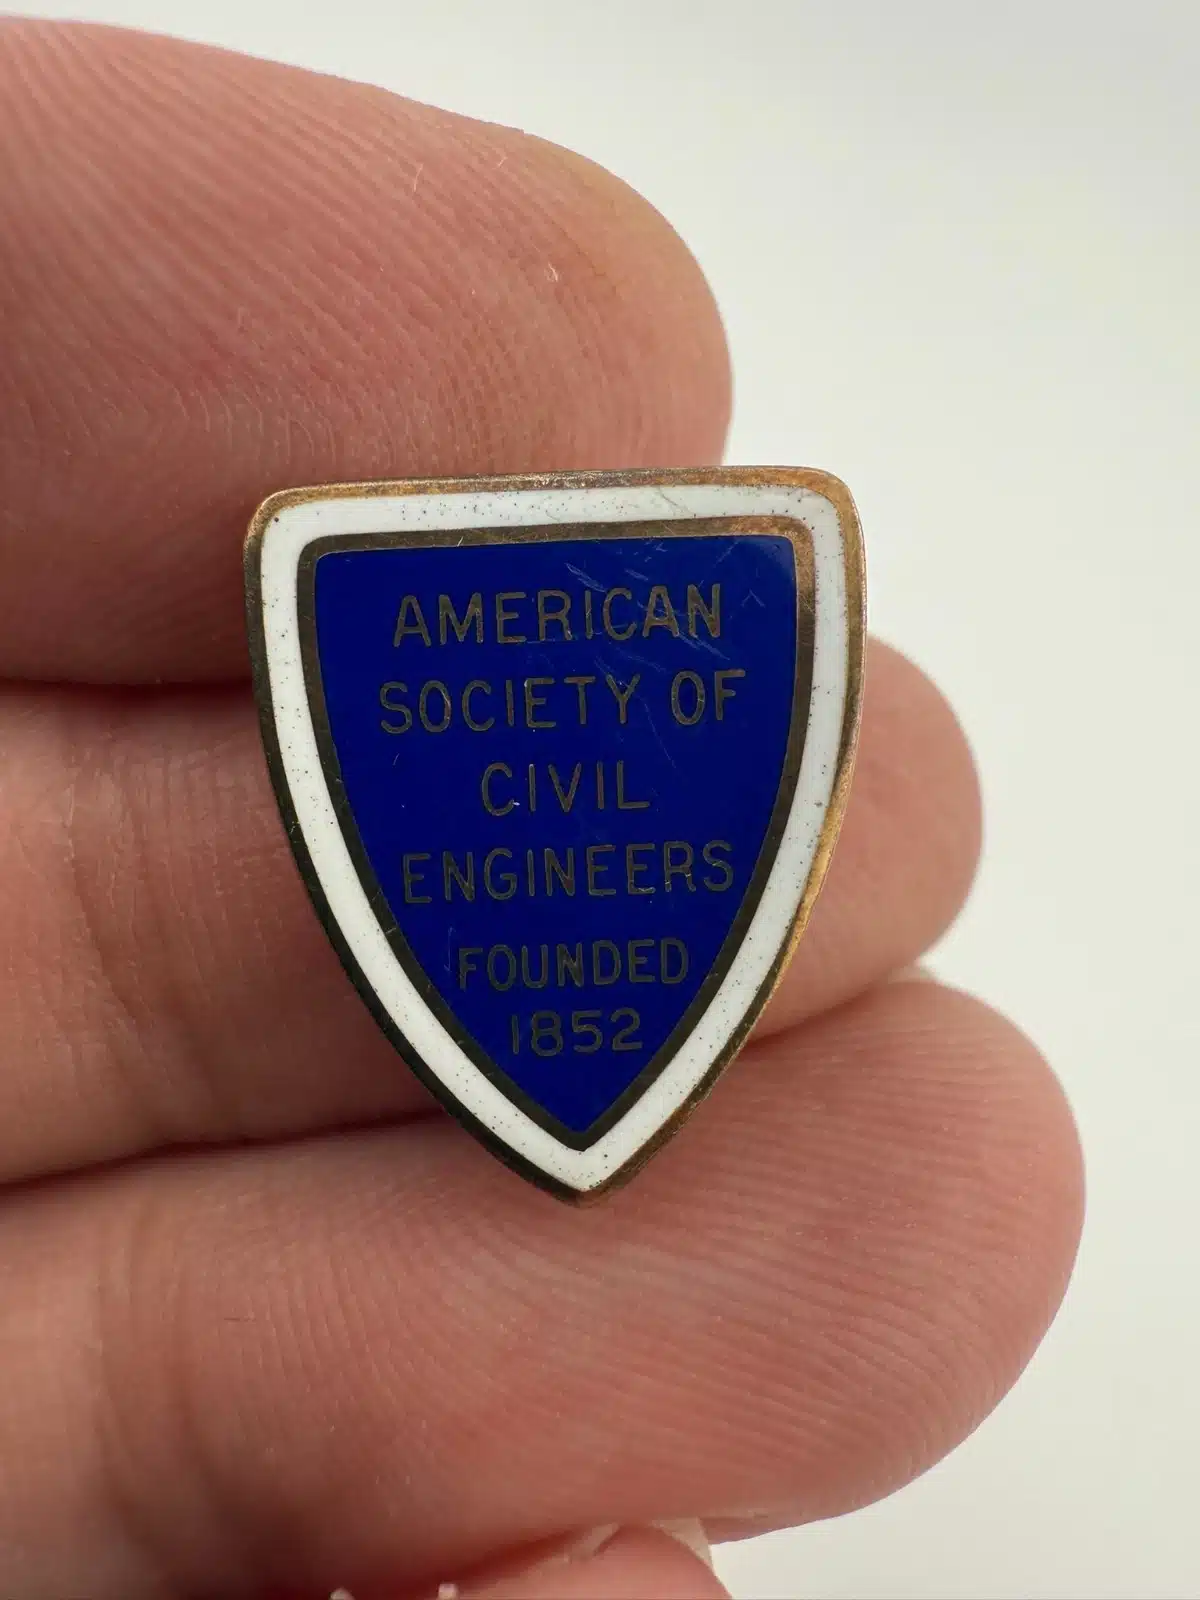 AMERICAN
SOCIETY OF
CIVIL
ENGINEERS
FOUNDED
1852